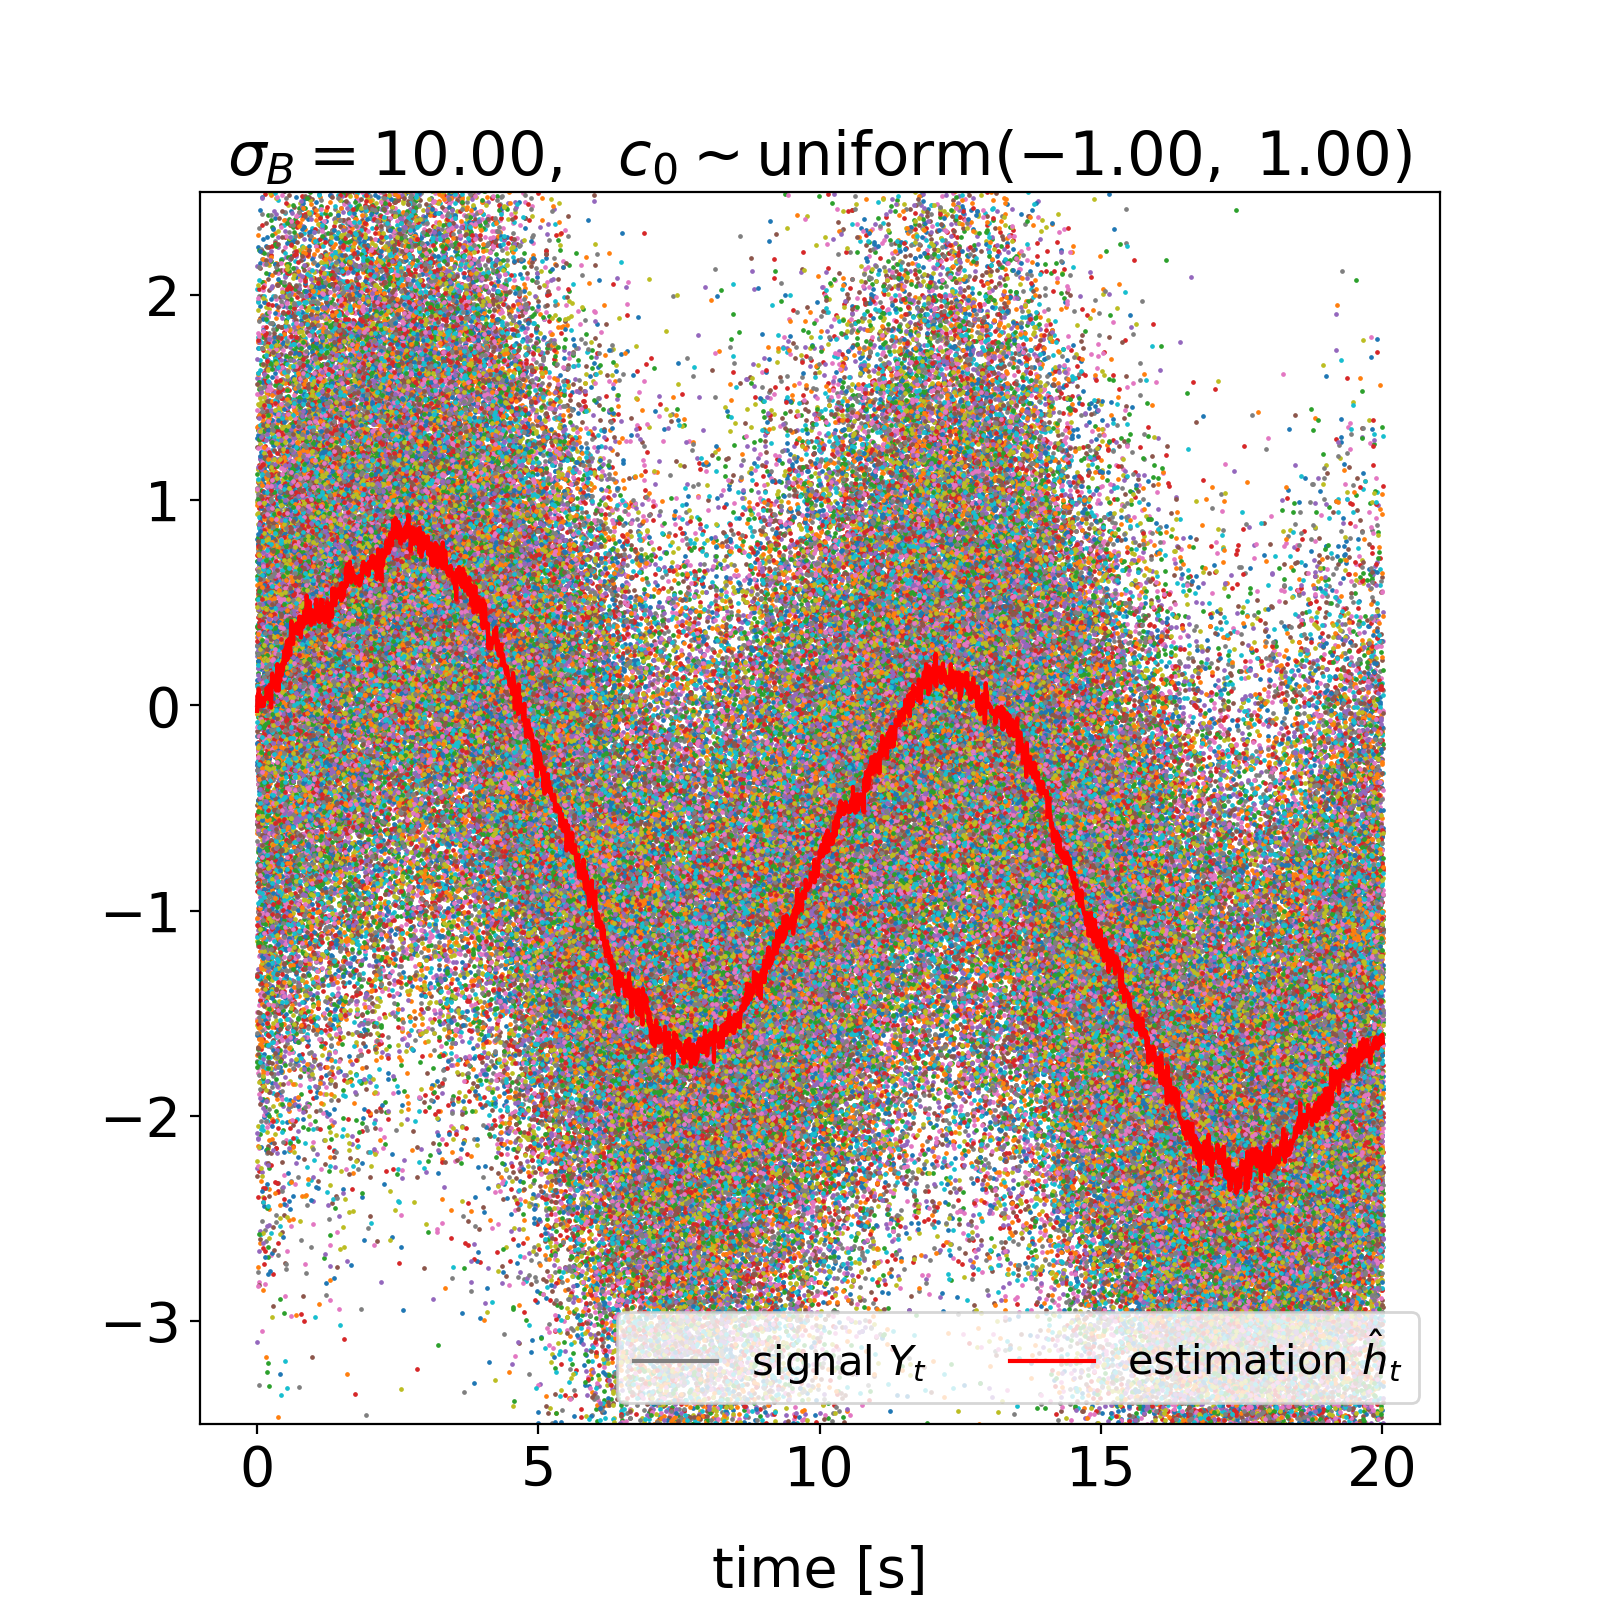 σ_B = 10.00, c_0 ~ uniform(−1.00, 1.00)
2
1
0
−1
−2
−3
signal Y_t estimation ĥ_t
0 5 10 15 20
time [s]